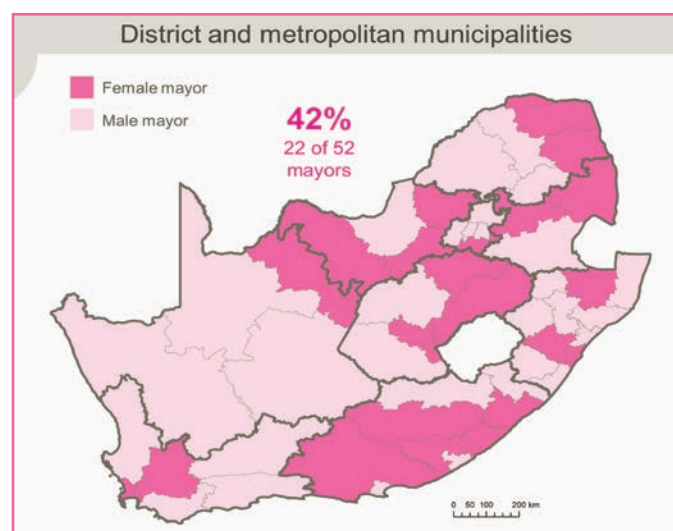 District and metropolitan municipalities
Female mayor
Male mayor
42%
22 of 52
mayors
0 50 100 200 km